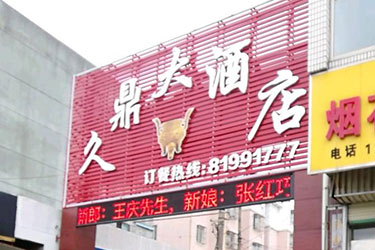 久鼎大酒店
订餐热线:81991777
新郎：王庆先生，新娘：张红
烟
电话 1